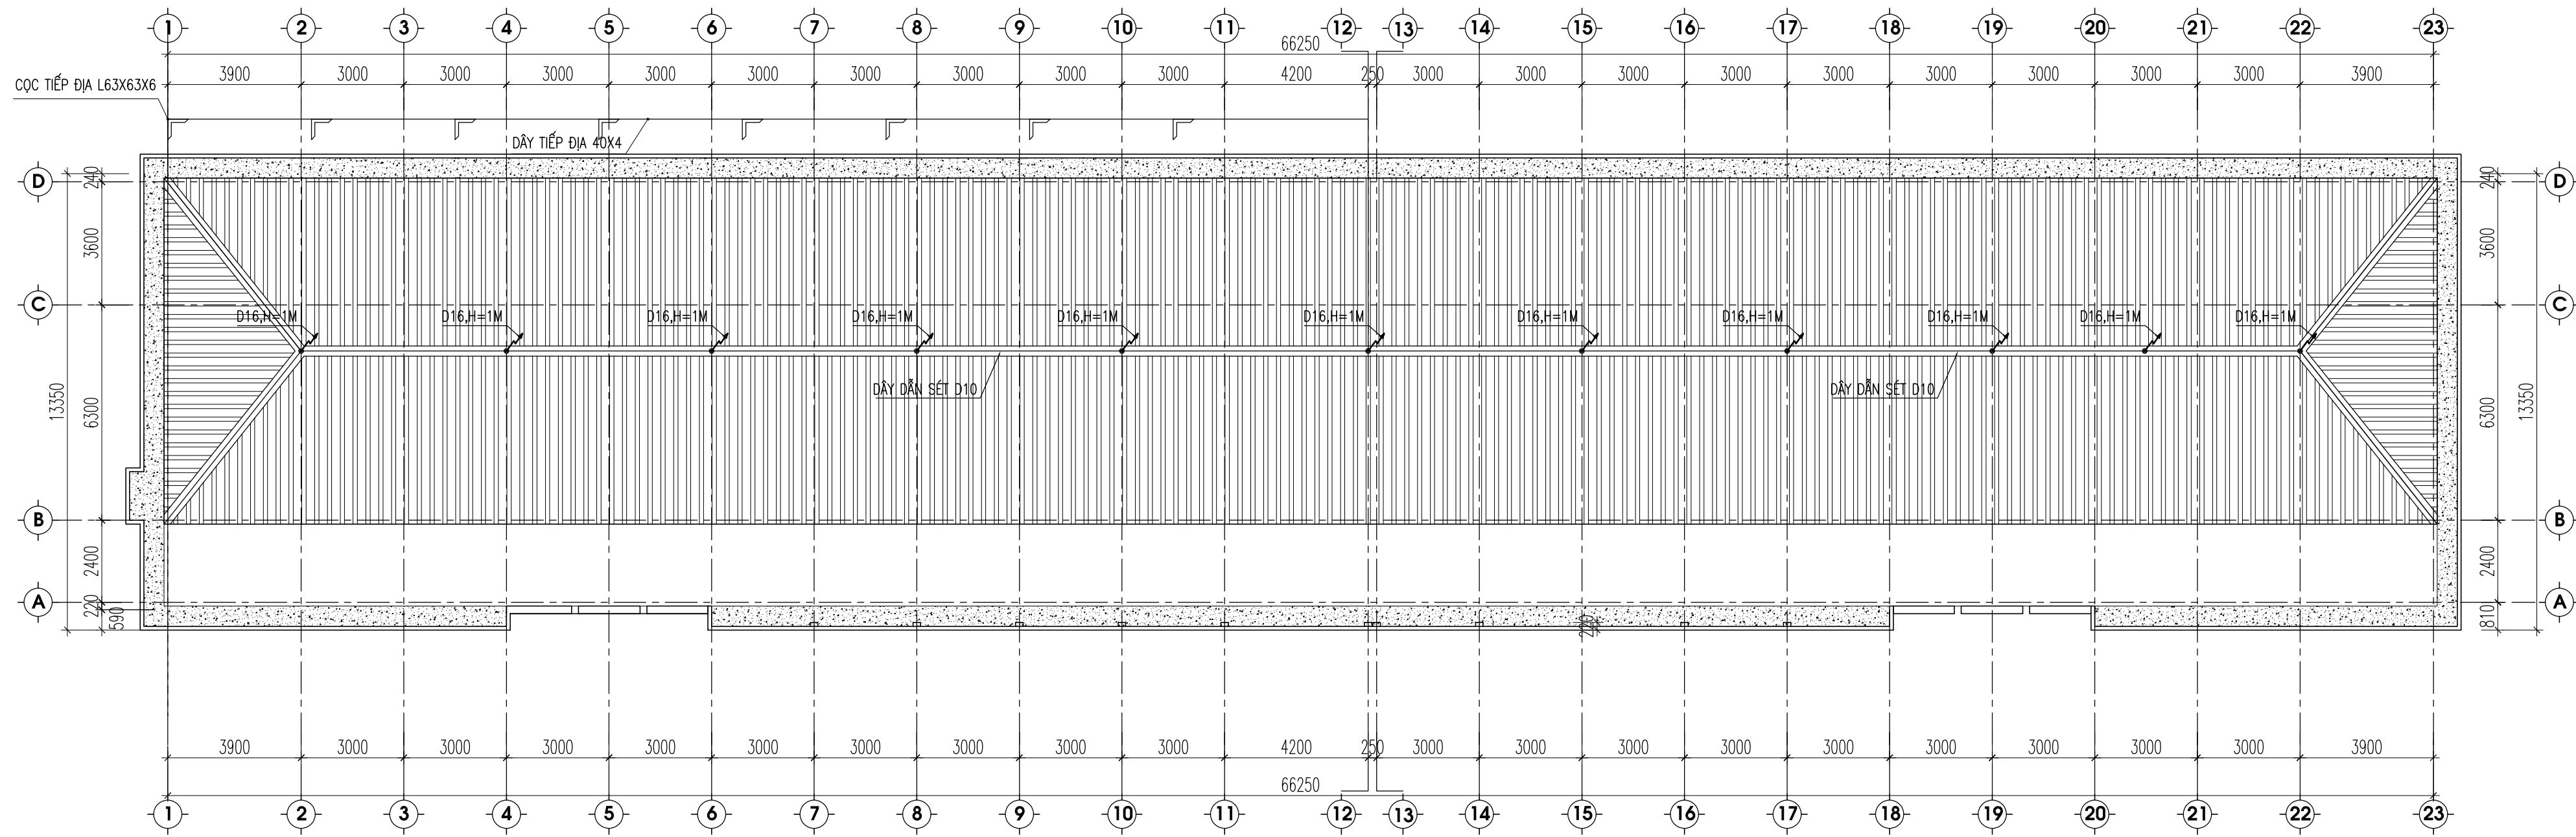 1 2 3 4 5 6 7 8 9 10 11 12 13 14 15 16 17 18 19 20 21 22 23
66250
3900 3000 3000 3000 3000 3000 3000 3000 3000 3000 4200 250 3000 3000 3000 3000 3000 3000 3000 3000 3000 3900
CỌC TIẾP ĐỊA L63X63X6
DÂY TIẾP ĐỊA 40X4
D 240 240 D
3600 3600
C C
D16,H=1M D16,H=1M D16,H=1M D16,H=1M D16,H=1M D16,H=1M D16,H=1M D16,H=1M D16,H=1M D16,H=1M D16,H=1M
DÂY DẪN SÉT D10 DÂY DẪN SÉT D10
13350 6300 6300 13350
B B
2400 2400
A A
220 590 220 810
3900 3000 3000 3000 3000 3000 3000 3000 3000 3000 4200 250 3000 3000 3000 3000 3000 3000 3000 3000 3000 3900
66250
1 2 3 4 5 6 7 8 9 10 11 12 13 14 15 16 17 18 19 20 21 22 23